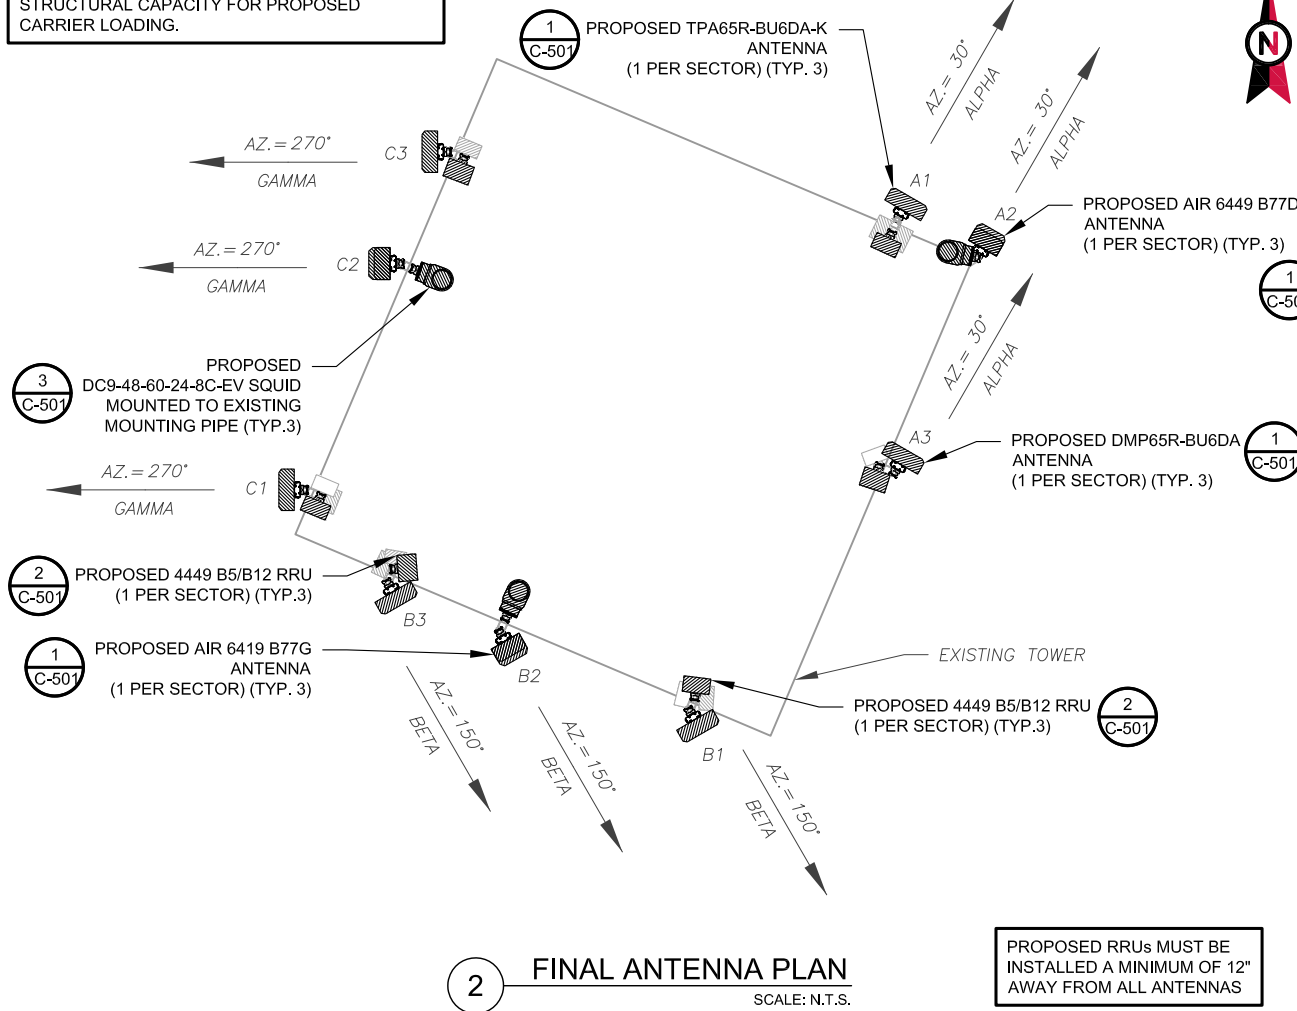 STRUCTURAL CAPACITY FOR PROPOSED
CARRIER LOADING.
1
C-501
PROPOSED TPA65R-BU6DA-K
ANTENNA
(1 PER SECTOR) (TYP. 3)
AZ.= 30°
ALPHA
AZ.= 30°
ALPHA
N
AZ.= 270°
GAMMA
C3
A1
A2
PROPOSED AIR 6449 B77D
ANTENNA
(1 PER SECTOR) (TYP. 3)
1
C-50
AZ.= 270°
GAMMA
C2
AZ.= 30°
ALPHA
3
C-501
PROPOSED
DC9-48-60-24-8C-EV SQUID
MOUNTED TO EXISTING
MOUNTING PIPE (TYP.3)
A3
PROPOSED DMP65R-BU6DA
ANTENNA
(1 PER SECTOR) (TYP. 3)
1
C-501
AZ.= 270°
GAMMA
C1
2
C-501
PROPOSED 4449 B5/B12 RRU
(1 PER SECTOR) (TYP.3)
B3
1
C-501
PROPOSED AIR 6419 B77G
ANTENNA
(1 PER SECTOR) (TYP. 3)
B2
EXISTING TOWER
PROPOSED 4449 B5/B12 RRU
(1 PER SECTOR) (TYP.3)
2
C-501
B1
AZ.= 150°
BETA
AZ.= 150°
BETA
AZ.= 150°
BETA
2
FINAL ANTENNA PLAN
SCALE: N.T.S.
PROPOSED RRUs MUST BE
INSTALLED A MINIMUM OF 12"
AWAY FROM ALL ANTENNAS